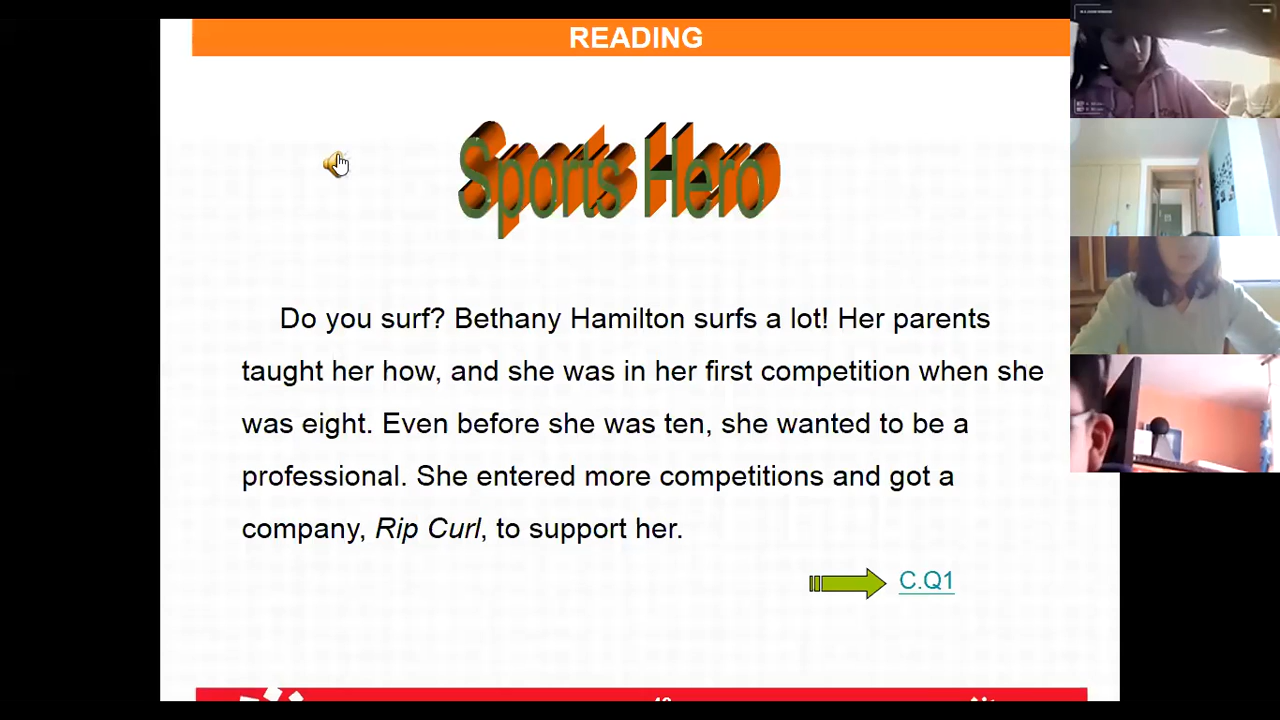 READING
Sports Hero
Do you surf? Bethany Hamilton surfs a lot! Her parents
taught her how, and she was in her first competition when she
was eight. Even before she was ten, she wanted to be a
professional. She entered more competitions and got a
company, Rip Curl, to support her.
C.Q1